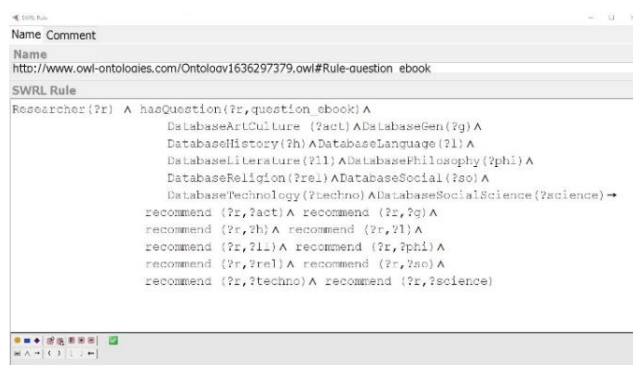 SWRL Rule
Name Comment
Name
http://www.owl-ontologies.com/Ontology1636297379.owl#Rule-question_ebook
SWRL Rule
Researcher(?r) ∧ hasQuestion(?r,question_ebook)∧
DatabaseArtCulture (?act)∧DatabaseGen(?g)∧
DatabaseHistory(?h)∧DatabaseLanguage(?l)∧
DatabaseLiterature(?ll)∧DatabasePhilosophy(?phi)∧
DatabaseReligion(?rel)∧DatabaseSocial(?so)∧
DatabaseTechnology(?techno)∧DatabaseSocialScience(?science)→
recommend (?r,?act)∧ recommend (?r,?g)∧
recommend (?r,?h)∧ recommend (?r,?l)∧
recommend (?r,?ll)∧ recommend (?r,?phi)∧
recommend (?r,?rel)∧ recommend (?r,?so)∧
recommend (?r,?techno)∧ recommend (?r,?science)